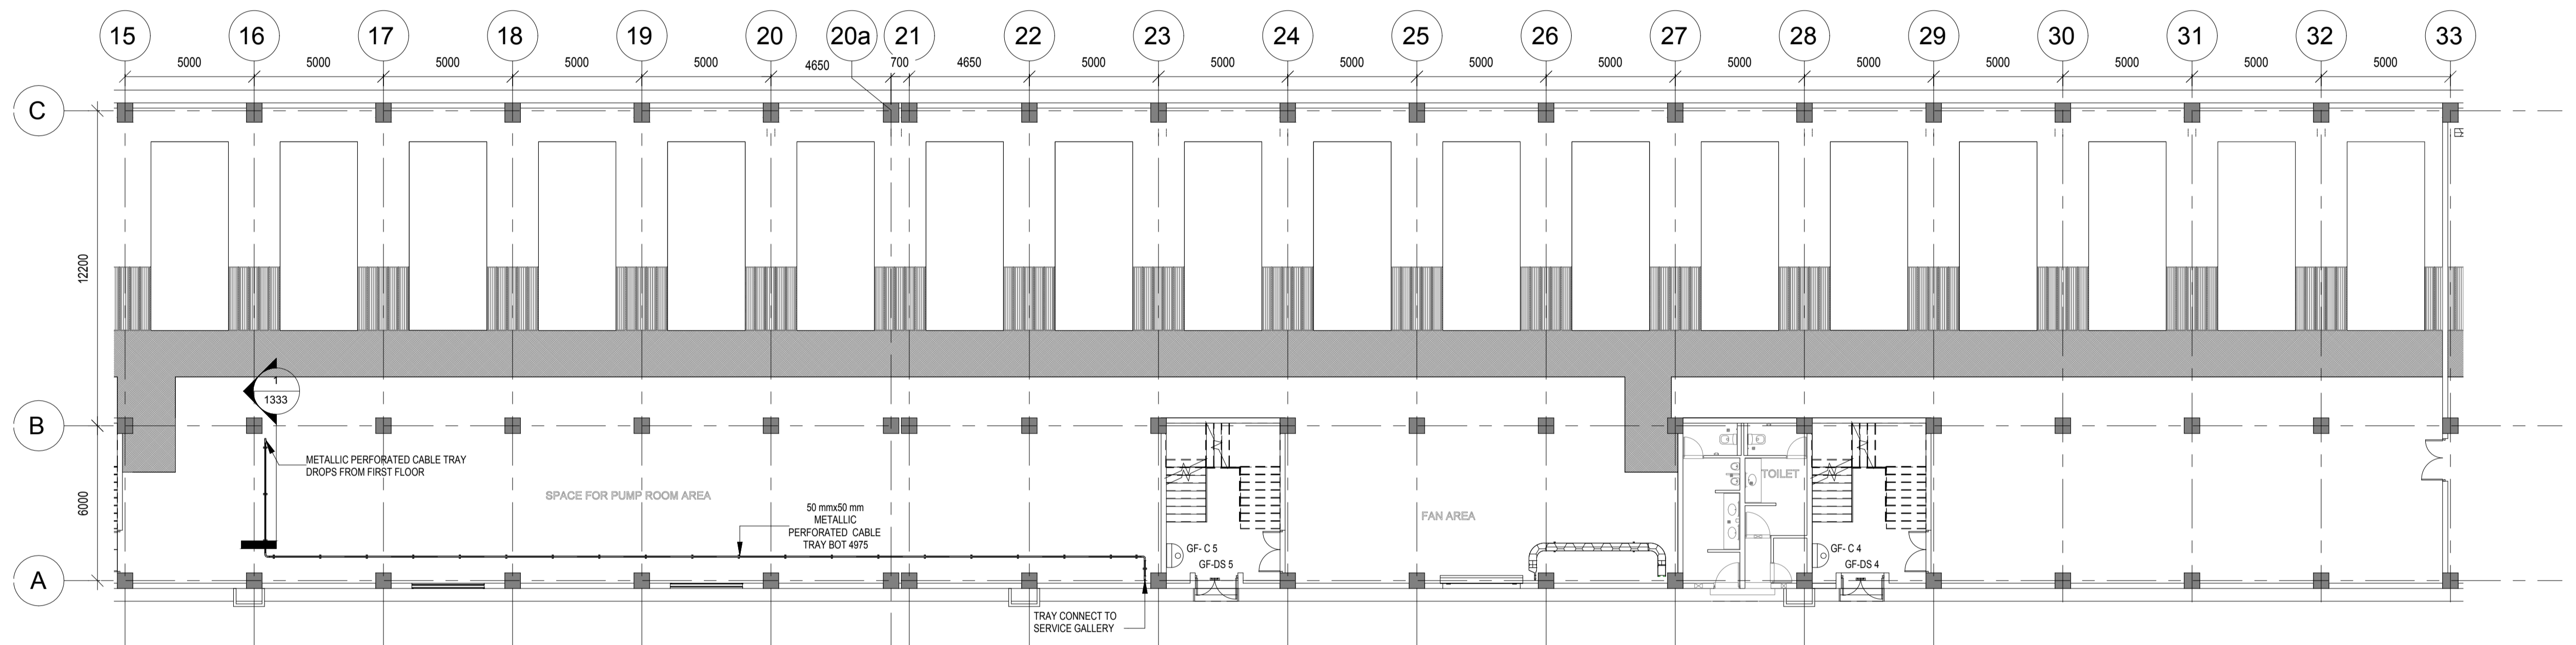 15 16 17 18 19 20 20a 21 22 23 24 25 26 27 28 29 30 31 32 33
5000 5000 5000 5000 5000 4650 700 4650 5000 5000 5000 5000 5000 5000 5000 5000 5000 5000 5000
C
12200
1
1333
B
METALLIC PERFORATED CABLE TRAY
DROPS FROM FIRST FLOOR
TOILET
SPACE FOR PUMP ROOM AREA
6000
50 mmx50 mm
METALLIC
PERFORATED CABLE
TRAY BOT 4975
FAN AREA
GF- C 5
GF-DS 5
GF- C 4
GF-DS 4
A
TRAY CONNECT TO
SERVICE GALLERY